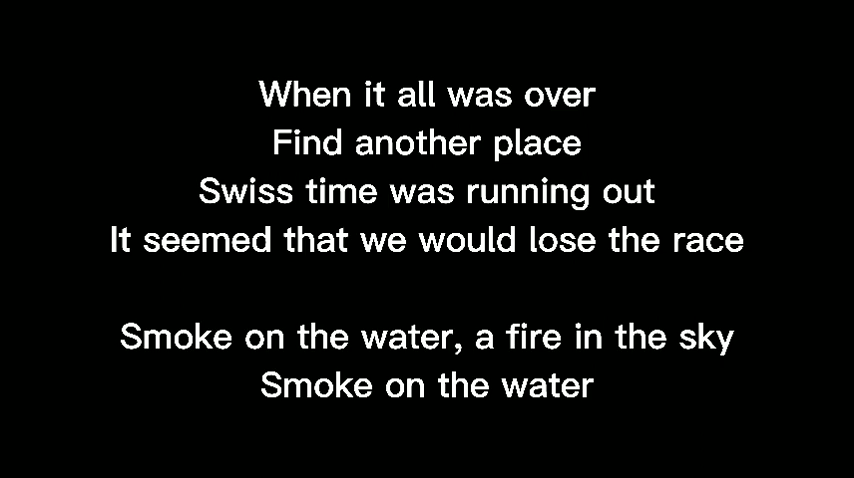 When it all was over
Find another place
Swiss time was running out
It seemed that we would lose the race
Smoke on the water, a fire in the sky
Smoke on the water